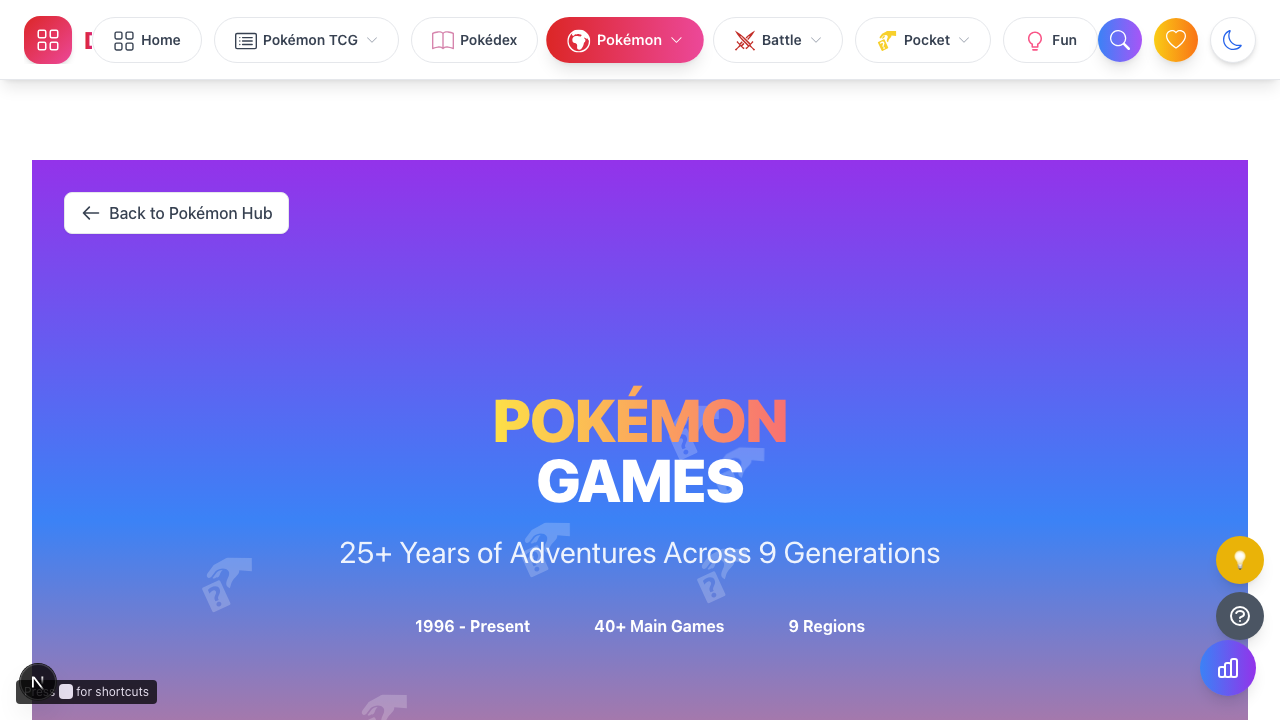 Home
Pokémon TCG
Pokédex
Pokémon
Battle
Pocket
Fun
Back to Pokémon Hub
POKÉMON
GAMES
25+ Years of Adventures Across 9 Generations
1996 - Present
40+ Main Games
9 Regions
Press for shortcuts